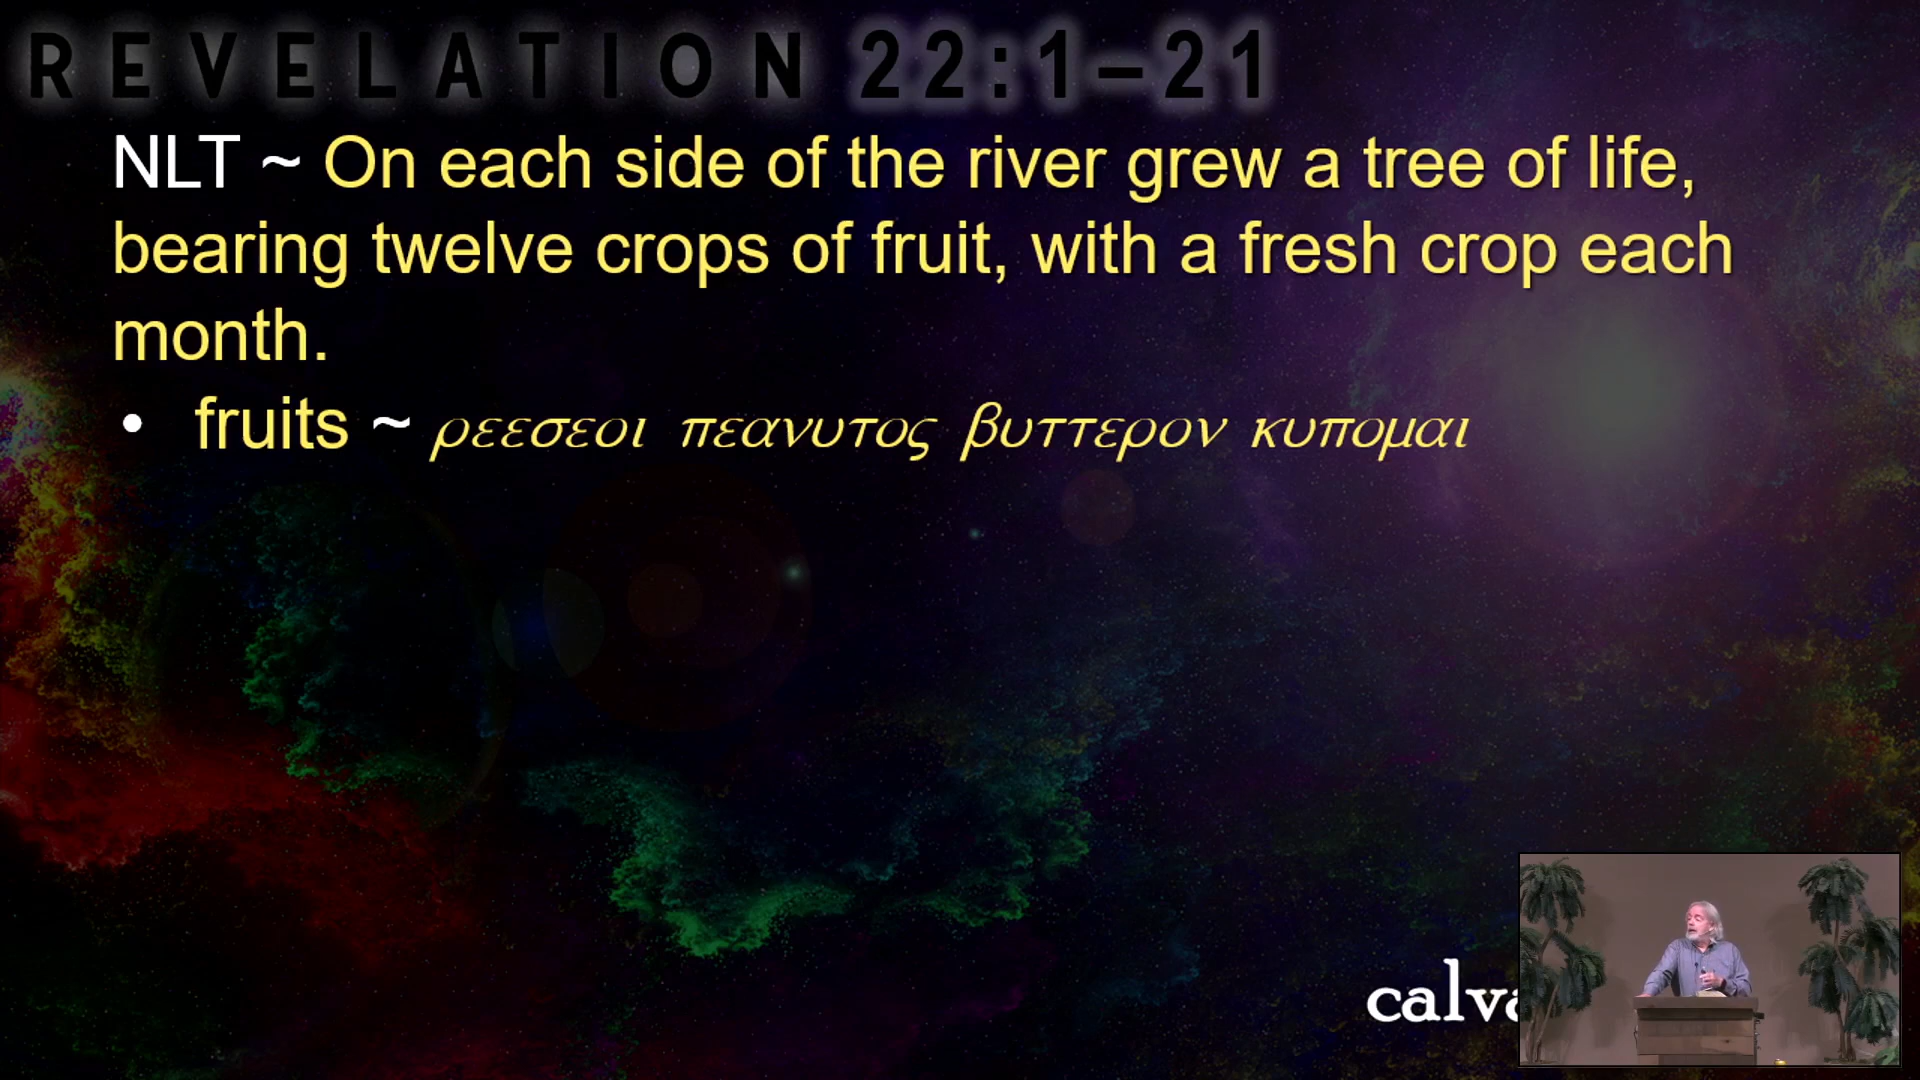 REVELATION 22:1–21
NLT ~ On each side of the river grew a tree of life,
bearing twelve crops of fruit, with a fresh crop each
month.
• fruits ~ ρεεσεοι πεανυτος βυττερον κυπομαι
calva